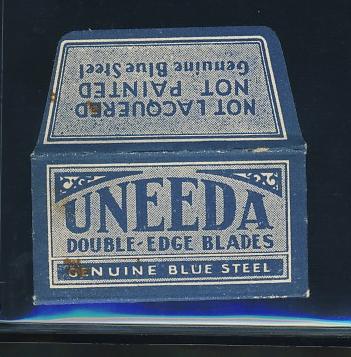 Genuine Blue Steel
NOT PAINTED
NOT LACQUERED
UNEEDA
DOUBLE-EDGE BLADES
GENUINE BLUE STEEL